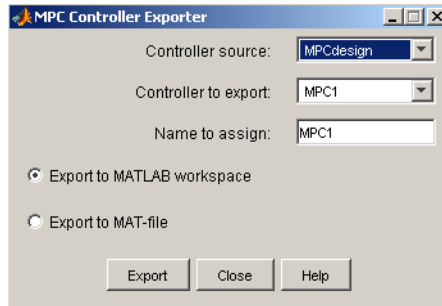 MPC Controller Exporter
Controller source: MPCdesign
Controller to export: MPC1
Name to assign: MPC1
Export to MATLAB workspace
Export to MAT-file
Export Close Help